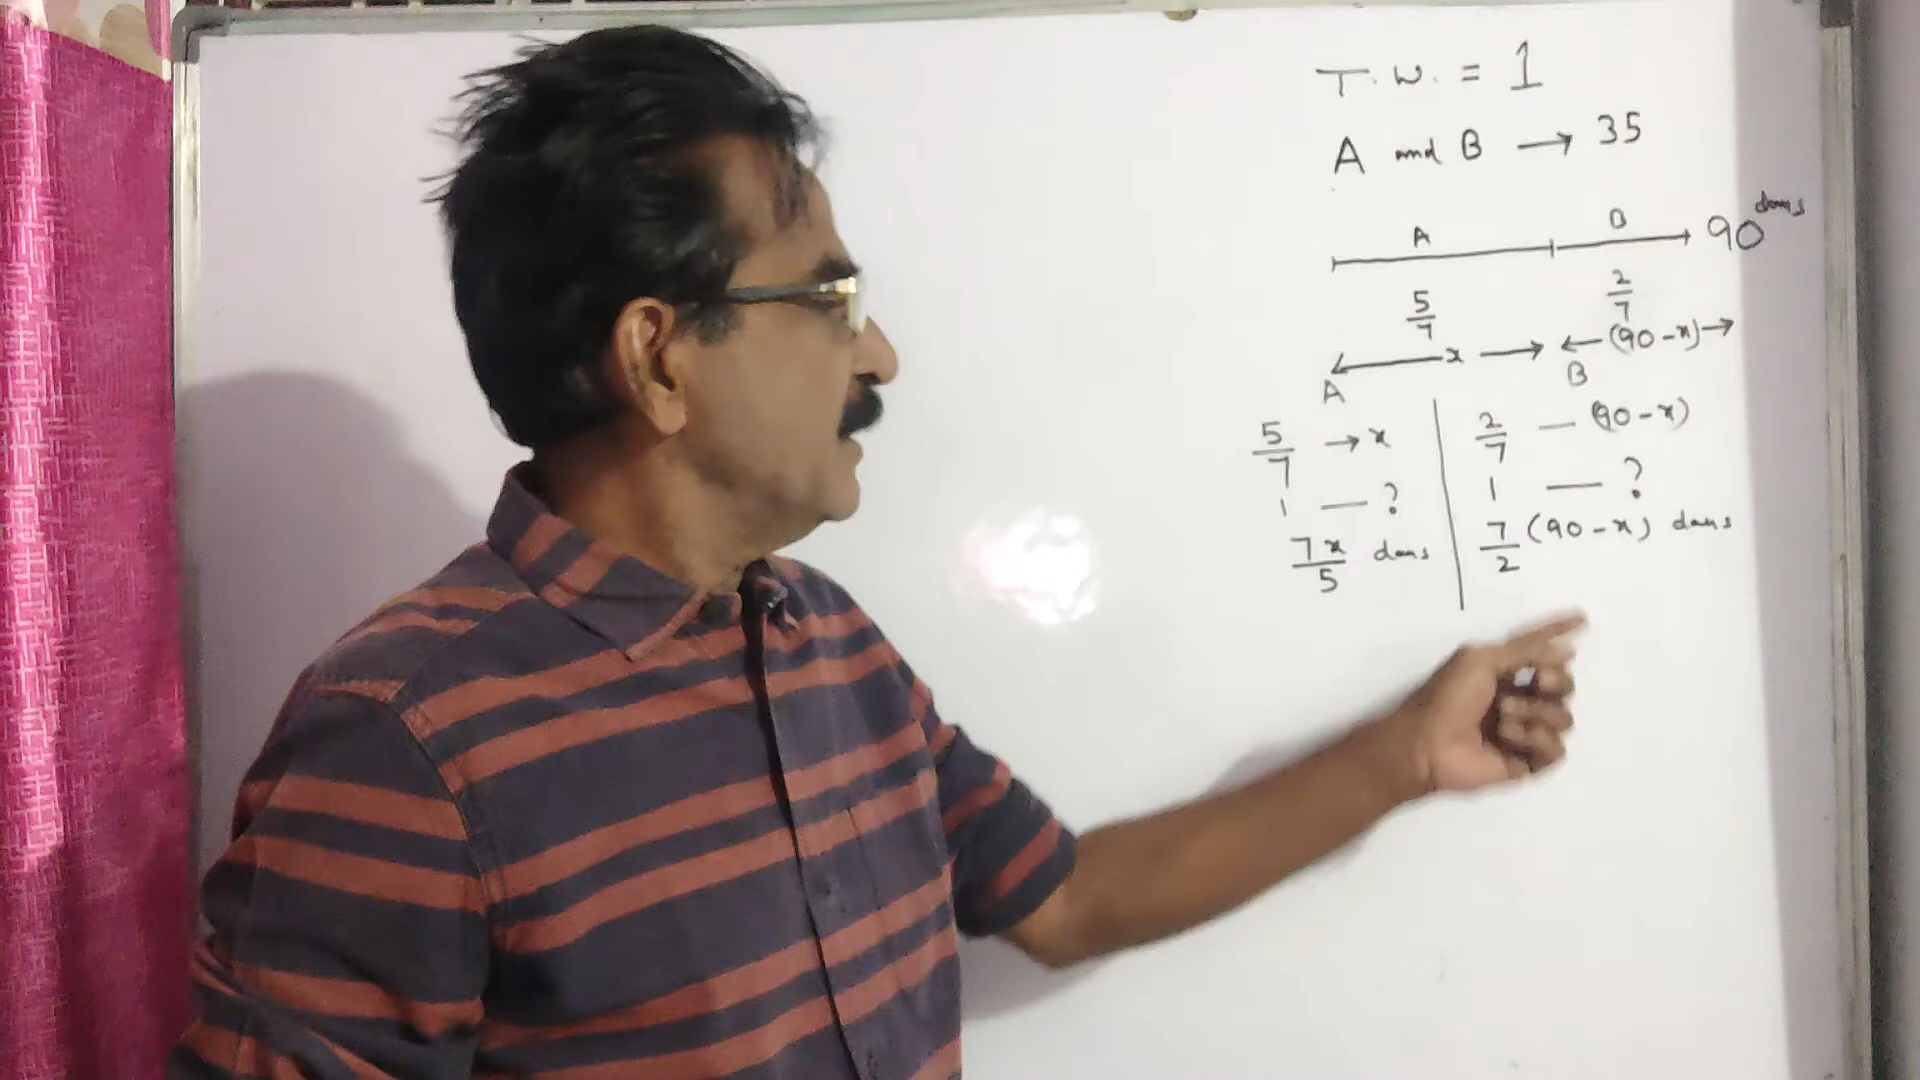 T.W. = 1
A and B → 35
A B 90 days
5/7 2/7
x (90-x)
A B
5/7 → x 2/7 — (90-x)
1 — ? 1 — ?
7x/5 days 7/2 (90-x) days